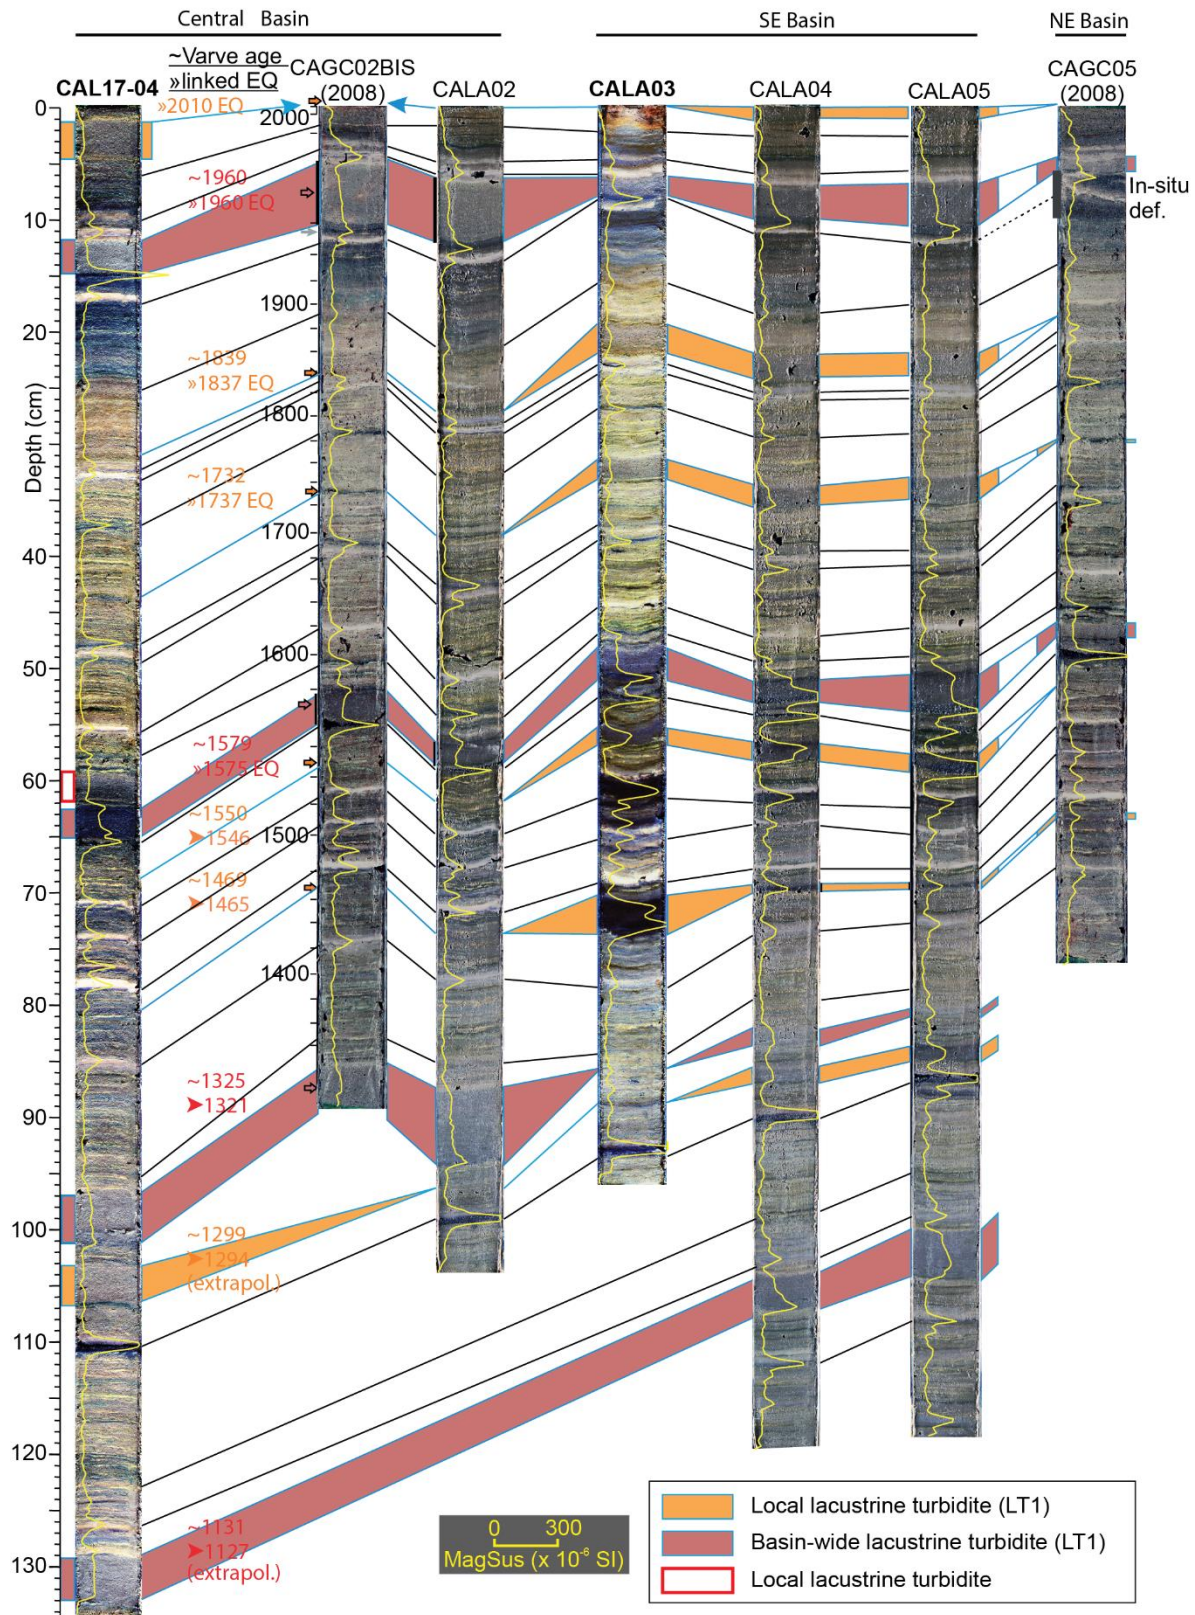 Central Basin
SE Basin
NE Basin
~Varve age
»linked EQ
CAL17-04
CAGC02BIS
(2008)
CALA02
CALA03
CALA04
CALA05
CAGC05
(2008)
»2010 EQ
~1960
»1960 EQ
~1839
»1837 EQ
~1732
»1737 EQ
~1579
»1575 EQ
~1550
➤1546
~1469
➤1465
~1325
➤1321
~1299
➤1294
(extrapol.)
~1131
➤1127
(extrapol.)
2000
1900
1800
1700
1600
1500
1400
In-situ
def.
Depth (cm)
0
10
20
30
40
50
60
70
80
90
100
110
120
130
0 300
MagSus (x 10⁻⁶ SI)
Local lacustrine turbidite (LT1)
Basin-wide lacustrine turbidite (LT1)
Local lacustrine turbidite